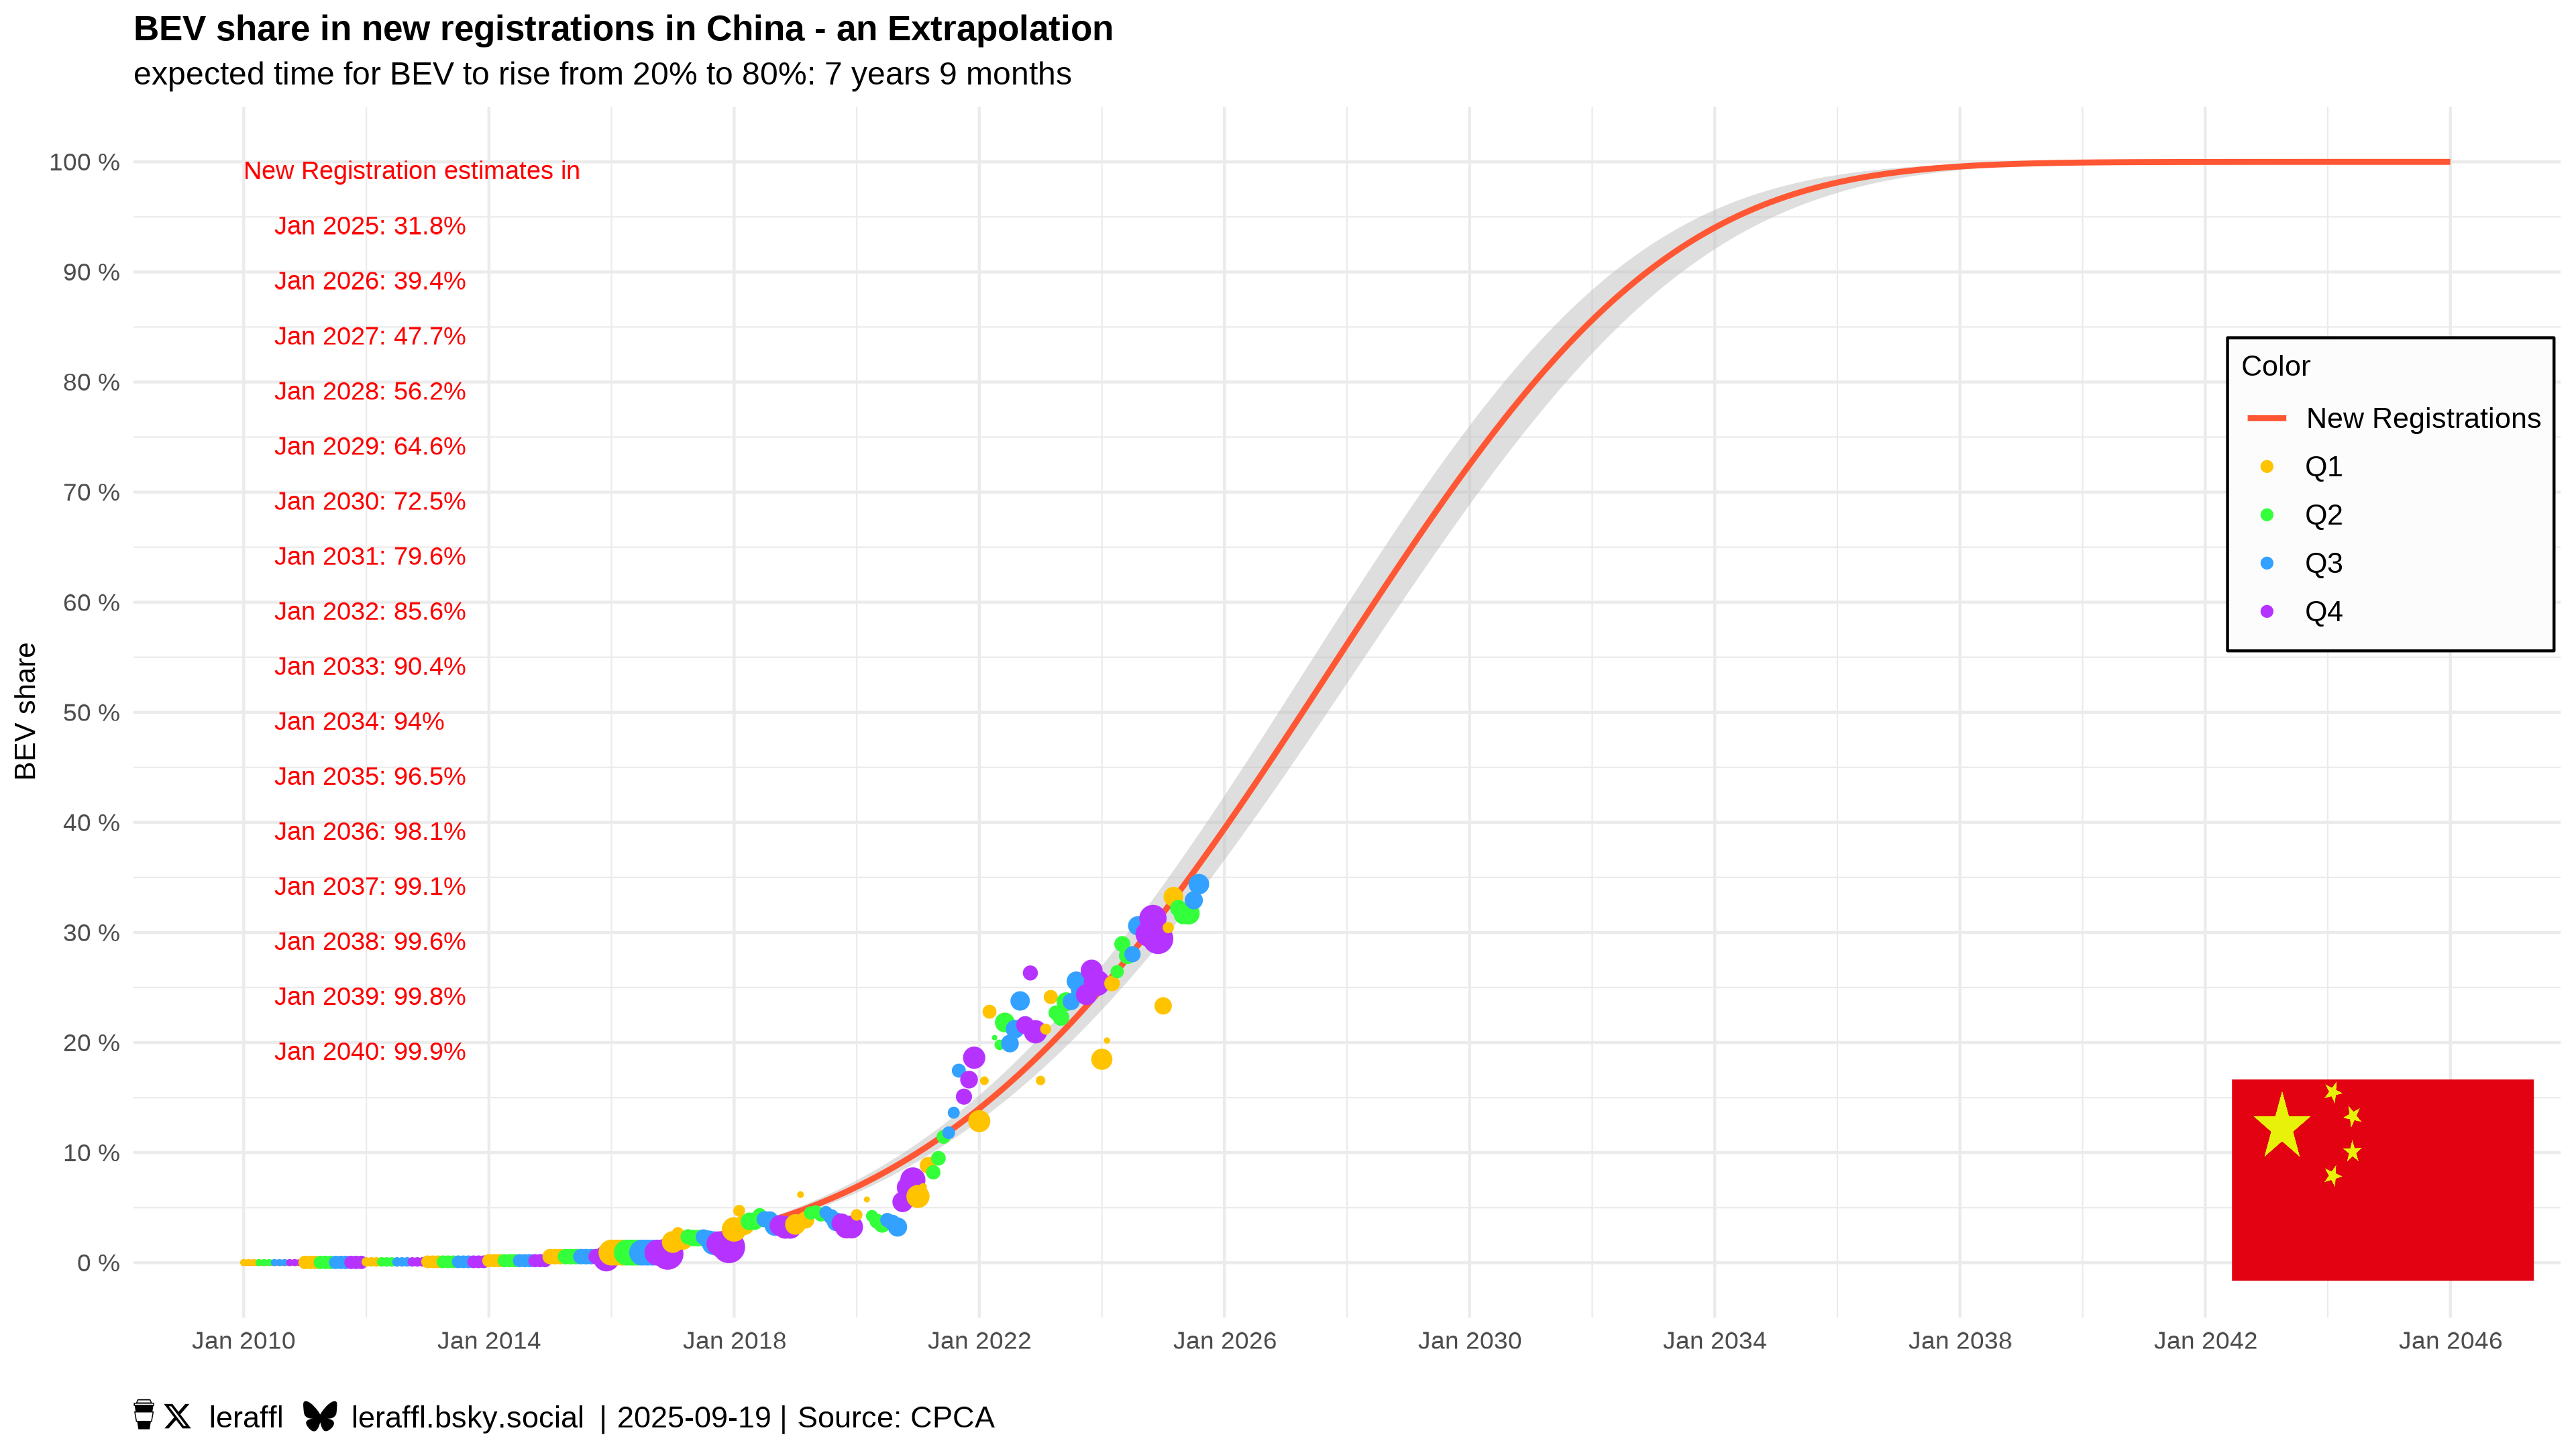 BEV share in new registrations in China - an Extrapolation
expected time for BEV to rise from 20% to 80%: 7 years 9 months
100 %
90 %
80 %
70 %
60 %
50 %
40 %
30 %
20 %
10 %
0 %
BEV share
New Registration estimates in
Jan 2025: 31.8%
Jan 2026: 39.4%
Jan 2027: 47.7%
Jan 2028: 56.2%
Jan 2029: 64.6%
Jan 2030: 72.5%
Jan 2031: 79.6%
Jan 2032: 85.6%
Jan 2033: 90.4%
Jan 2034: 94%
Jan 2035: 96.5%
Jan 2036: 98.1%
Jan 2037: 99.1%
Jan 2038: 99.6%
Jan 2039: 99.8%
Jan 2040: 99.9%
Color
New Registrations
Q1
Q2
Q3
Q4
Jan 2010 Jan 2014 Jan 2018 Jan 2022 Jan 2026 Jan 2030 Jan 2034 Jan 2038 Jan 2042 Jan 2046
leraffl leraffl.bsky.social | 2025-09-19 | Source: CPCA